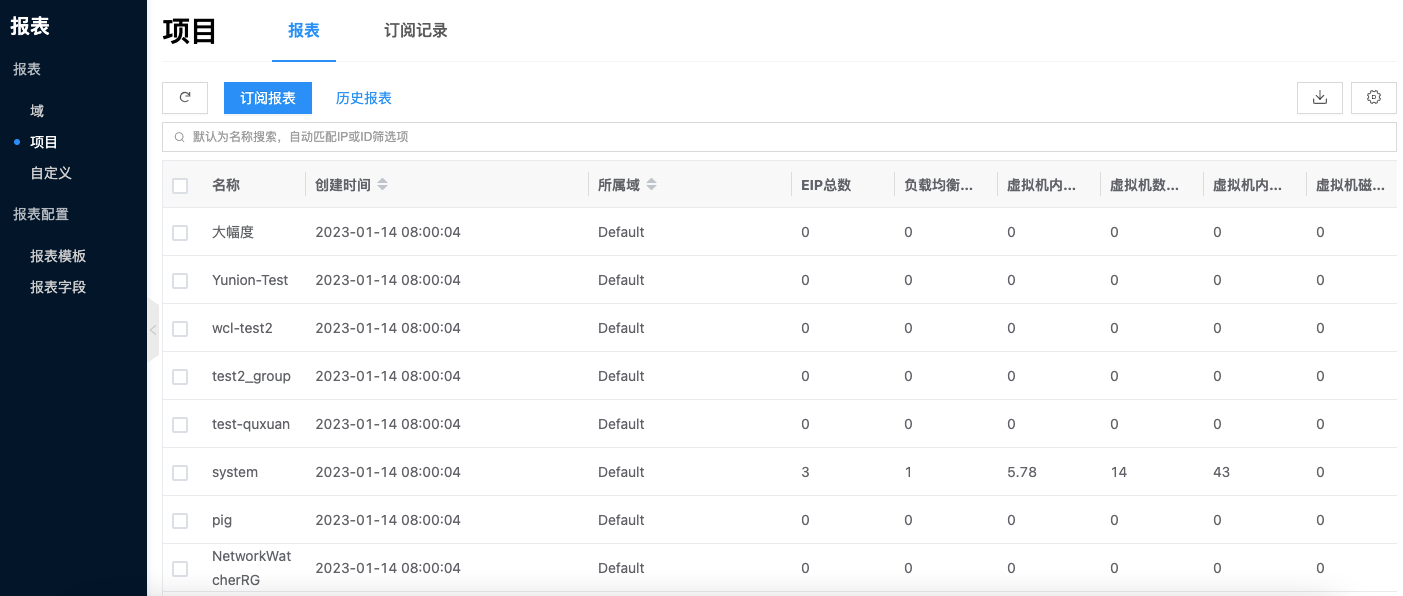 报表
报表
域
项目
自定义
报表配置
报表模板
报表字段
项目 报表 订阅记录
订阅报表 历史报表
默认为名称搜索，自动匹配IP或ID筛选项
名称 创建时间 所属域 EIP总数 负载均衡... 虚拟机内... 虚拟机数... 虚拟机内... 虚拟机磁...
大幅度 2023-01-14 08:00:04 Default 0 0 0 0 0 0
Yunion-Test 2023-01-14 08:00:04 Default 0 0 0 0 0 0
wcl-test2 2023-01-14 08:00:04 Default 0 0 0 0 0 0
test2_group 2023-01-14 08:00:04 Default 0 0 0 0 0 0
test-quxuan 2023-01-14 08:00:04 Default 0 0 0 0 0 0
system 2023-01-14 08:00:04 Default 3 1 5.78 14 43 0
pig 2023-01-14 08:00:04 Default 0 0 0 0 0 0
NetworkWat
cherRG 2023-01-14 08:00:04 Default 0 0 0 0 0 0